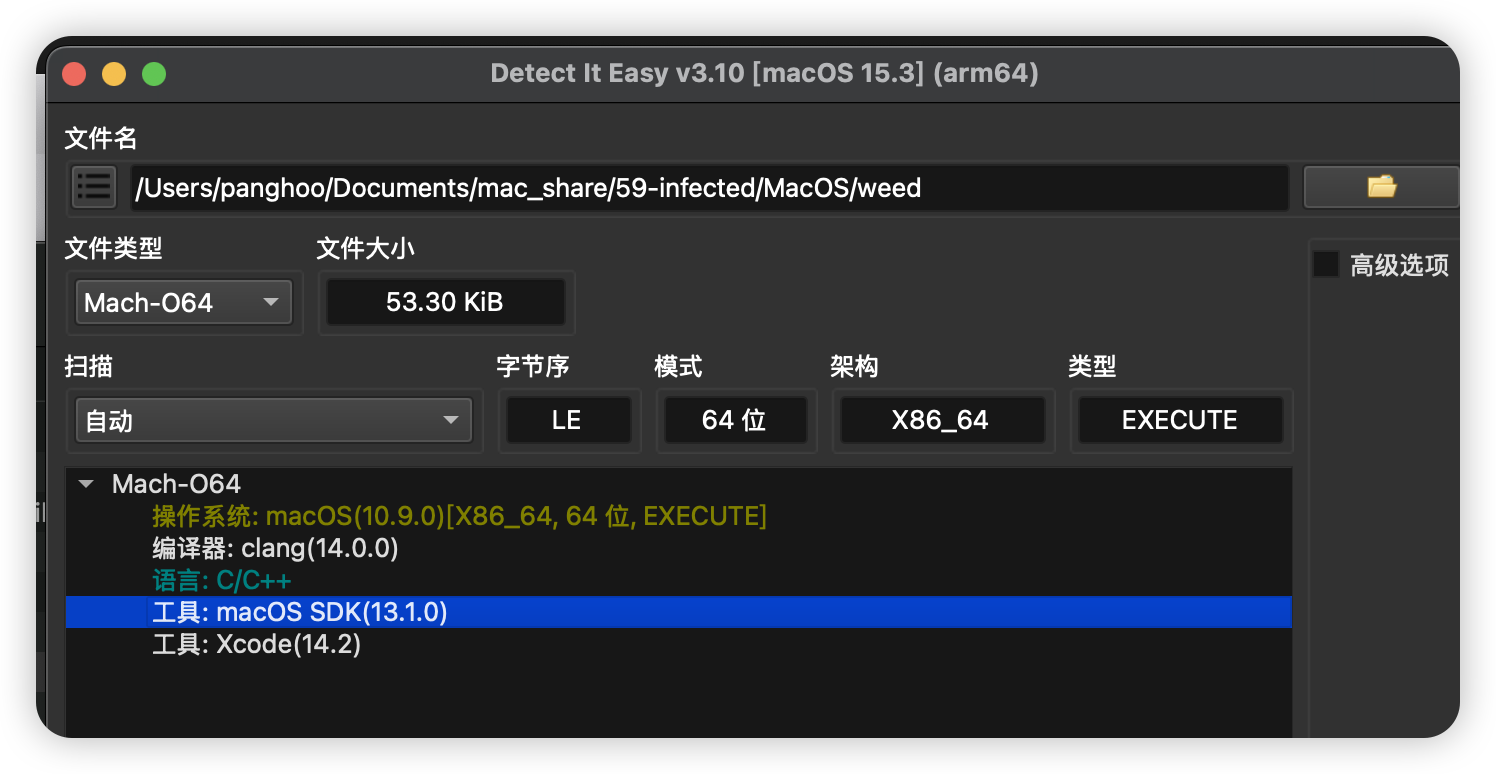 Detect It Easy v3.10 [macOS 15.3] (arm64)
文件名
/Users/panghoo/Documents/mac_share/59-infected/MacOS/weed
文件类型 文件大小
Mach-O64 53.30 KiB
高级选项
扫描 字节序 模式 架构 类型
自动 LE 64 位 X86_64 EXECUTE
Mach-O64
操作系统: macOS(10.9.0)[X86_64, 64 位, EXECUTE]
编译器: clang(14.0.0)
语言: C/C++
工具: macOS SDK(13.1.0)
工具: Xcode(14.2)